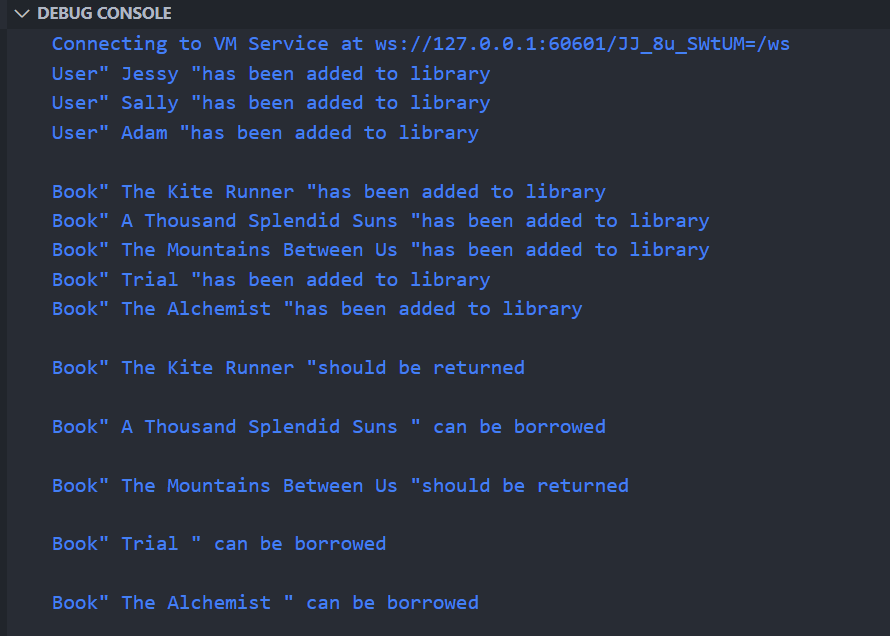 DEBUG CONSOLE
Connecting to VM Service at ws://127.0.0.1:60601/JJ_8u_SWtUM=/ws
User" Jessy "has been added to library
User" Sally "has been added to library
User" Adam "has been added to library
Book" The Kite Runner "has been added to library
Book" A Thousand Splendid Suns "has been added to library
Book" The Mountains Between Us "has been added to library
Book" Trial "has been added to library
Book" The Alchemist "has been added to library
Book" The Kite Runner "should be returned
Book" A Thousand Splendid Suns " can be borrowed
Book" The Mountains Between Us "should be returned
Book" Trial " can be borrowed
Book" The Alchemist " can be borrowed